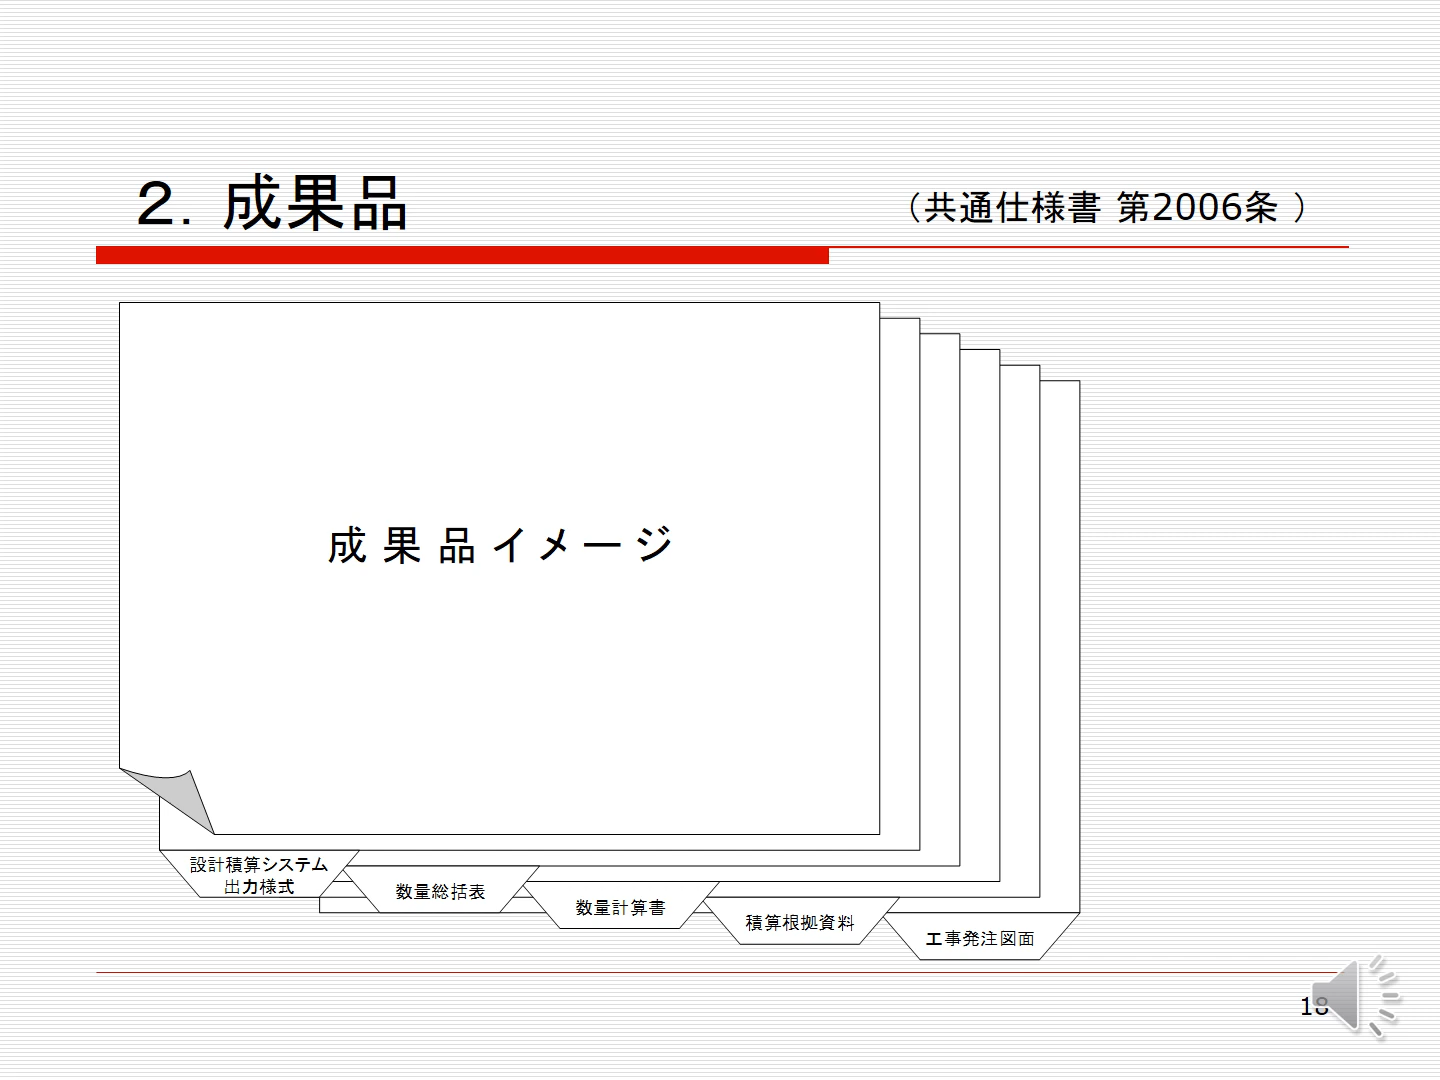 ２．成果品
（共通仕様書 第2006条 ）
成果品イメージ
設計積算システム
出力様式
数量総括表
数量計算書
積算根拠資料
工事発注図面
18